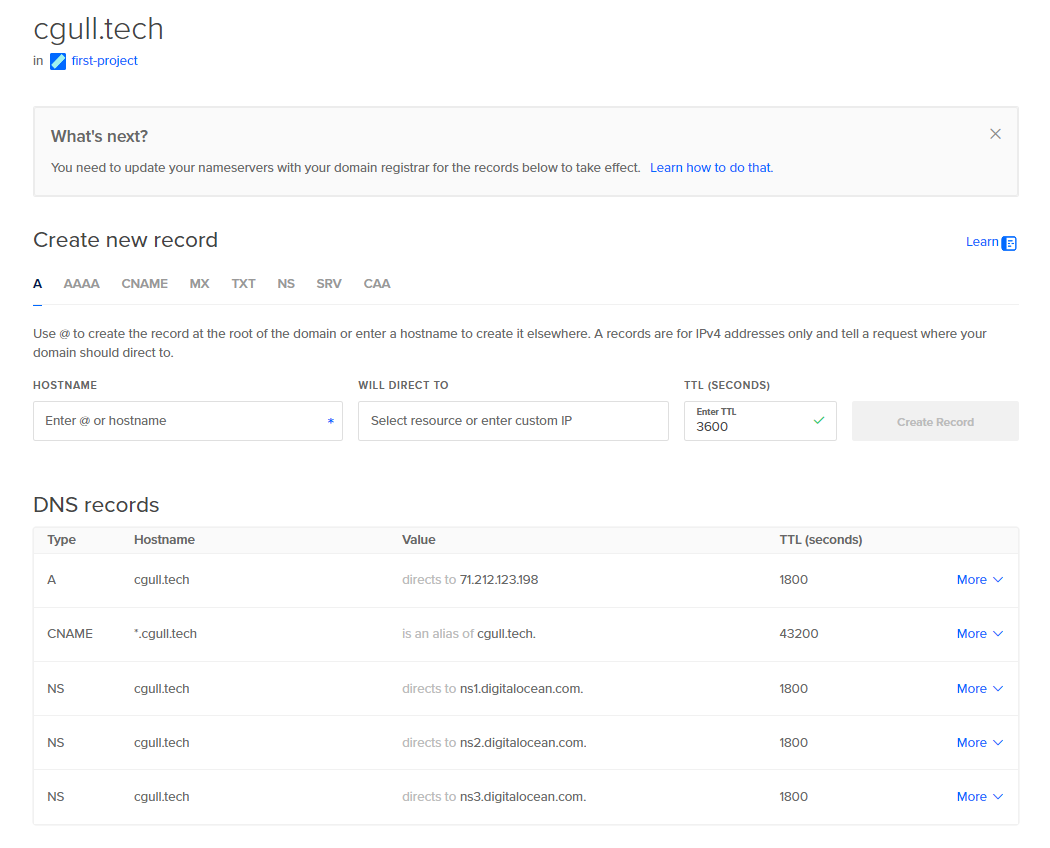 cgull.tech
in first-project
What's next?
You need to update your nameservers with your domain registrar for the records below to take effect. Learn how to do that.
Create new record
Learn
A AAAA CNAME MX TXT NS SRV CAA
Use @ to create the record at the root of the domain or enter a hostname to create it elsewhere. A records are for IPv4 addresses only and tell a request where your
domain should direct to.
HOSTNAME WILL DIRECT TO TTL (SECONDS)
Enter @ or hostname * Select resource or enter custom IP Enter TTL
3600
Create Record
DNS records
Type Hostname Value TTL (seconds)
A cgull.tech directs to 71.212.123.198 1800 More
CNAME *.cgull.tech is an alias of cgull.tech. 43200 More
NS cgull.tech directs to ns1.digitalocean.com. 1800 More
NS cgull.tech directs to ns2.digitalocean.com. 1800 More
NS cgull.tech directs to ns3.digitalocean.com. 1800 More